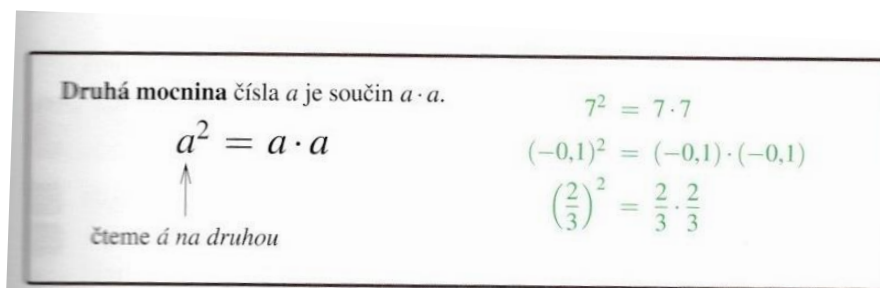 Druhá mocnina čísla a je součin a · a.
a² = a · a
čteme á na druhou
7² = 7 · 7
(−0,1)² = (−0,1) · (−0,1)
(2/3)² = 2/3 · 2/3